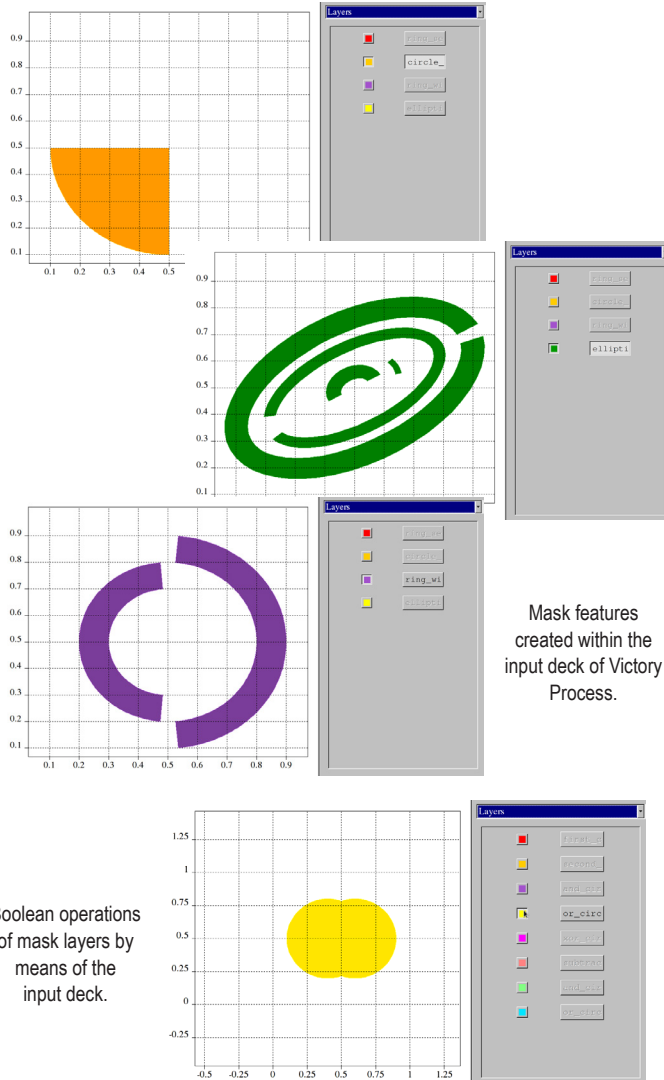 Layers
circle_
ellipti
0.9
0.8
0.7
0.6
0.5
0.4
0.3
0.2
0.1
0.1 0.2 0.3 0.4 0.5
Layers
circle_
ellipti
0.9
0.8
0.7
0.6
0.5
0.4
0.3
0.2
0.1
Layers
ring_wi
ellipti
0.9
0.8
0.7
0.6
0.5
0.4
0.3
0.2
0.1
0.1 0.2 0.3 0.4 0.5 0.6 0.7 0.8 0.9
Mask features
created within the
input deck of Victory
Process.
Layers
second_
or_circ
subtrac
1.25
1
0.75
0.5
0.25
0
-0.25
-0.5 -0.25 0 0.25 0.5 0.75 1 1.25
oolean operations
of mask layers by
means of the
input deck.